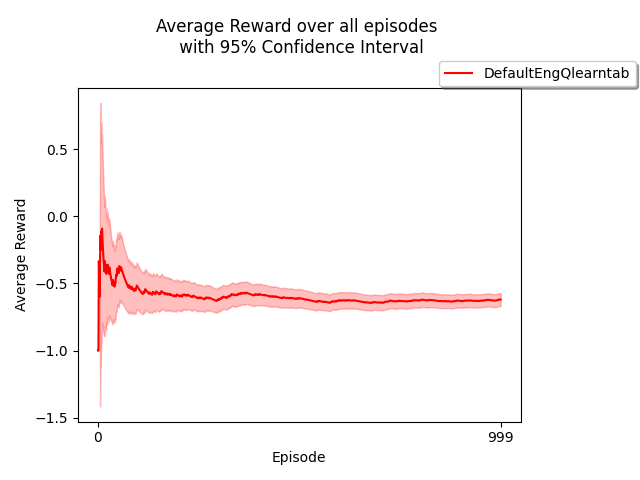 Average Reward over all episodes
with 95% Confidence Interval
DefaultEngQlearntab
0.5
0.0
−0.5
−1.0
−1.5
Average Reward
0 999
Episode